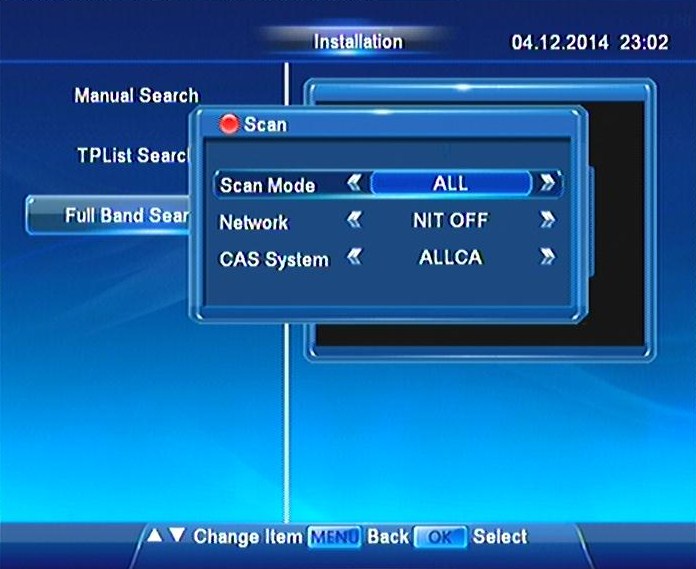 Installation
04.12.2014 23:02
Manual Search
TPList Searc
Full Band Sear
Scan
Scan Mode ALL
Network NIT OFF
CAS System ALLCA
Change Item MENU Back OK Select